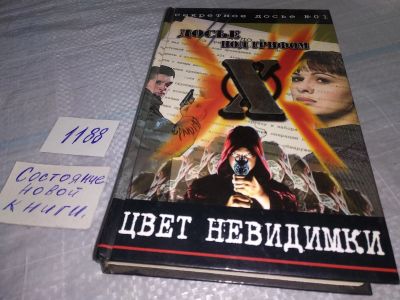 секретное досье №01
ДОСЬЕ
ПОД ГРИФОМ
X
ЦВЕТ НЕВИДИМКИ
1188
Состояние
новой
книги.